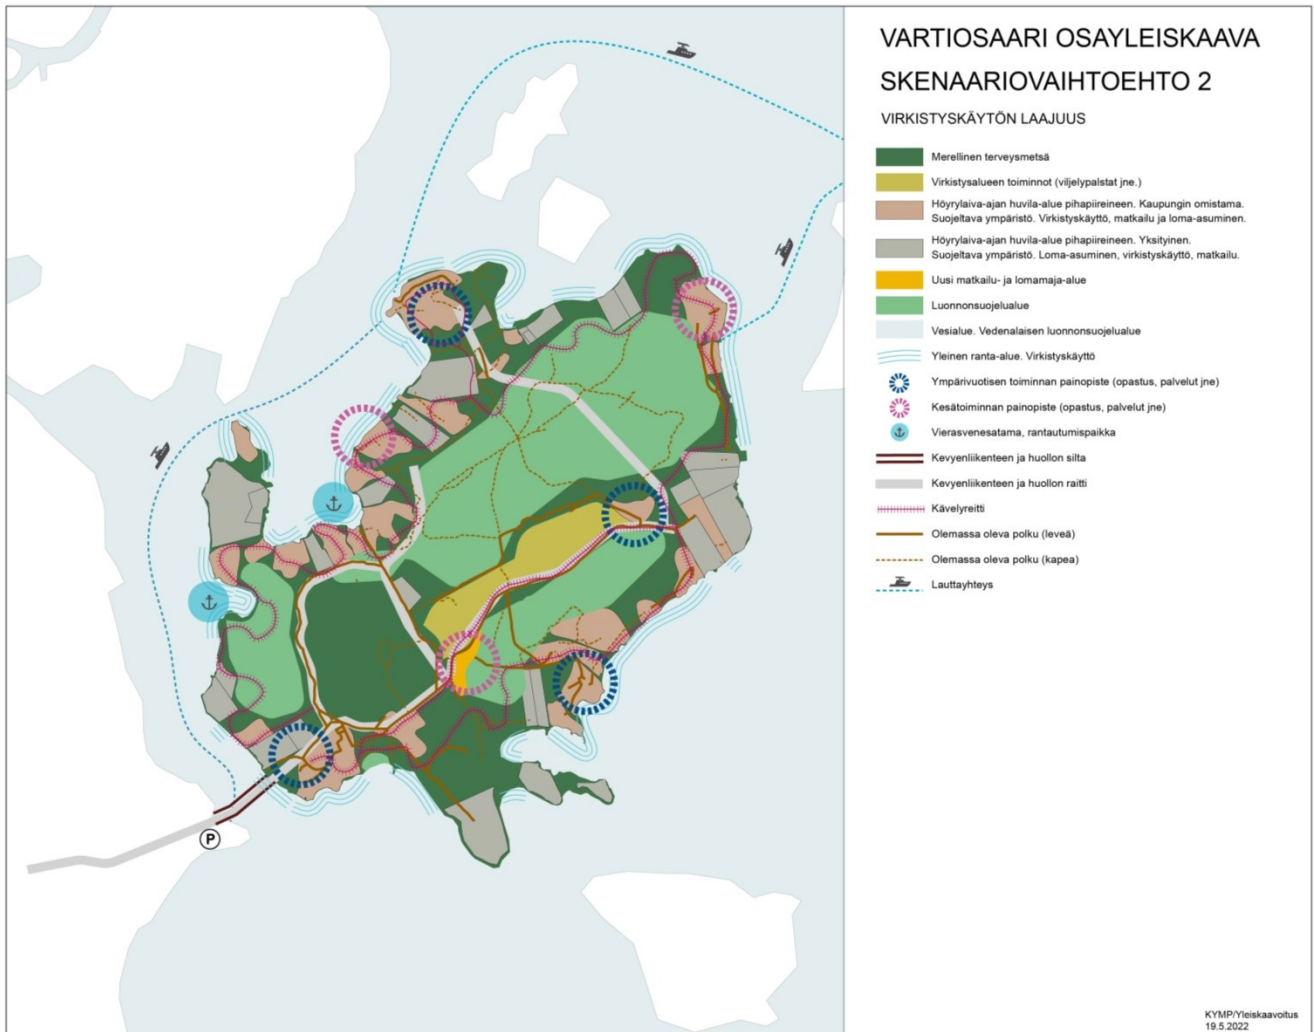 VARTIOSAARI OSAYLEISKAAVA
SKENAARIOVAIHTOEHTO 2
VIRKISTYSKÄYTÖN LAAJUUS
Merellinen terveysmetsä
Virkistysalueen toiminnot (viljelypalstat jne.)
Höyrylaiva-ajan huvila-alue pihapiireineen. Kaupungin omistama.
Suojeltava ympäristö. Virkistyskäyttö, matkailu ja loma-asuminen.
Höyrylaiva-ajan huvila-alue pihapiireineen. Yksityinen.
Suojeltava ympäristö. Loma-asuminen, virkistyskäyttö, matkailu.
Uusi matkailu- ja lomamaja-alue
Luonnonsuojelualue
Vesialue. Vedenalaisen luonnonsuojelualue
Yleinen ranta-alue. Virkistyskäyttö
Ympärivuotisen toiminnan painopiste (opastus, palvelut jne)
Kesätoiminnan painopiste (opastus, palvelut jne)
Vierasvenesatama, rantautumispaikka
Kevyenliikenteen ja huollon silta
Kevyenliikenteen ja huollon raitti
Kävelyreitti
Olemassa oleva polku (leveä)
Olemassa oleva polku (kapea)
Lauttayhteys
P
KYMP/Yleiskaavoitus
19.5.2022